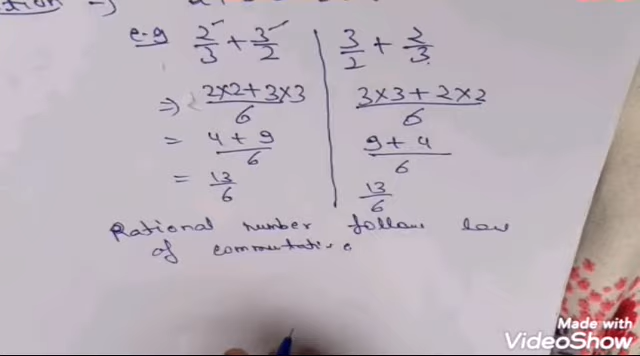 e.g 2/3 + 3/2 3/2 + 2/3
⇒ 2×2+3×3/6 3×3+2×2/6
= 4+9/6 9+4/6
= 13/6 13/6
Rational number follow law
of commutative
Made with
VideoShow